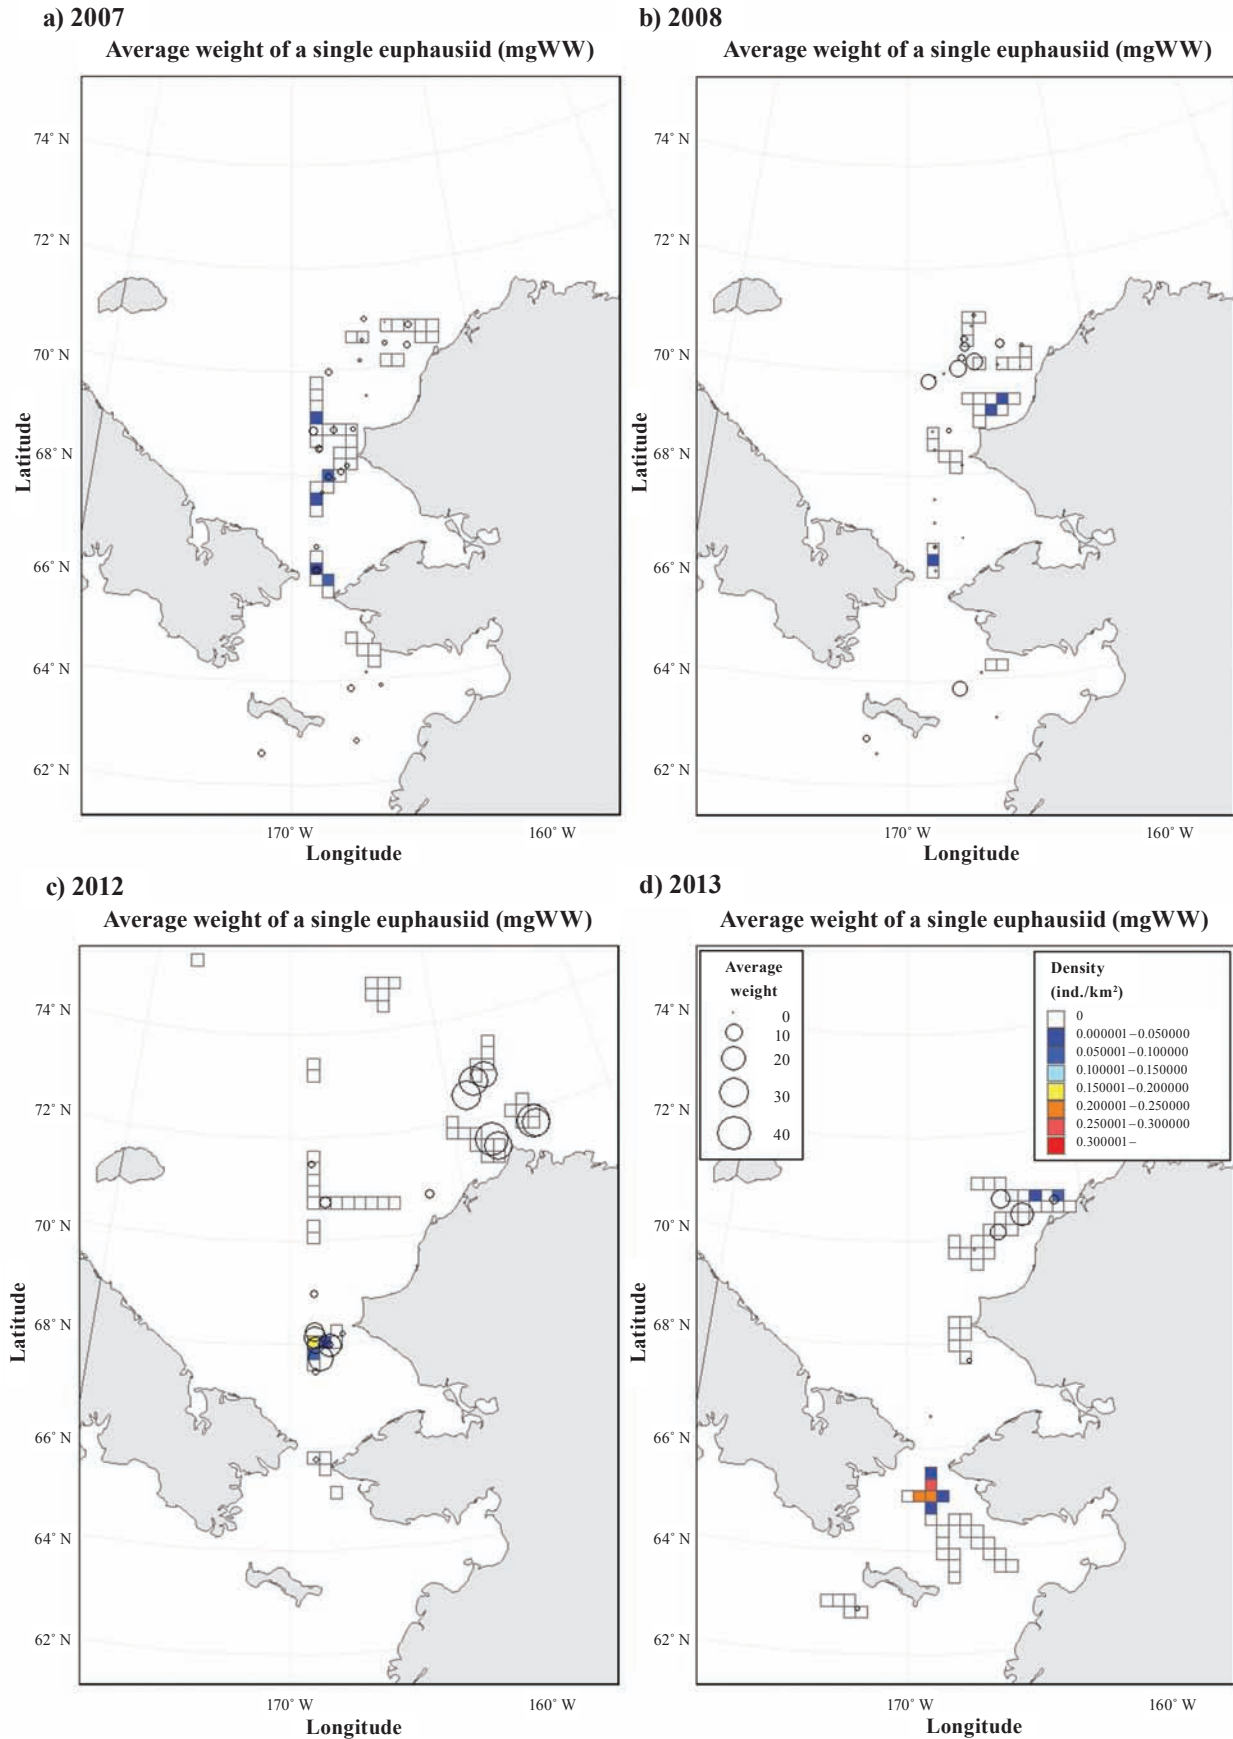 a) 2007
Average weight of a single euphausiid (mgWW)
74° N
72° N
70° N
68° N
66° N
64° N
62° N
Latitude
170° W
160° W
Longitude
b) 2008
Average weight of a single euphausiid (mgWW)
74° N
72° N
70° N
68° N
66° N
64° N
62° N
Latitude
170° W
160° W
Longitude
c) 2012
Average weight of a single euphausiid (mgWW)
74° N
72° N
70° N
68° N
66° N
64° N
62° N
Latitude
170° W
160° W
Longitude
d) 2013
Average weight of a single euphausiid (mgWW)
Average
weight
0
10
20
30
40
Density
(ind./km²)
0
0.000001–0.050000
0.050001–0.100000
0.100001–0.150000
0.150001–0.200000
0.200001–0.250000
0.250001–0.300000
0.300001–
74° N
72° N
70° N
68° N
66° N
64° N
62° N
Latitude
170° W
160° W
Longitude